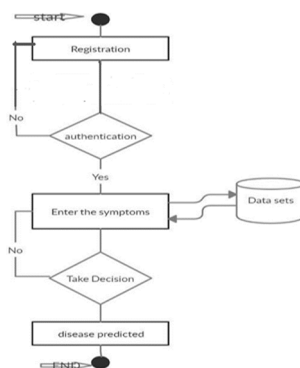 start
Registration
No
authentication
Yes
Enter the symptoms
Data sets
No
Take Decision
disease predicted
END